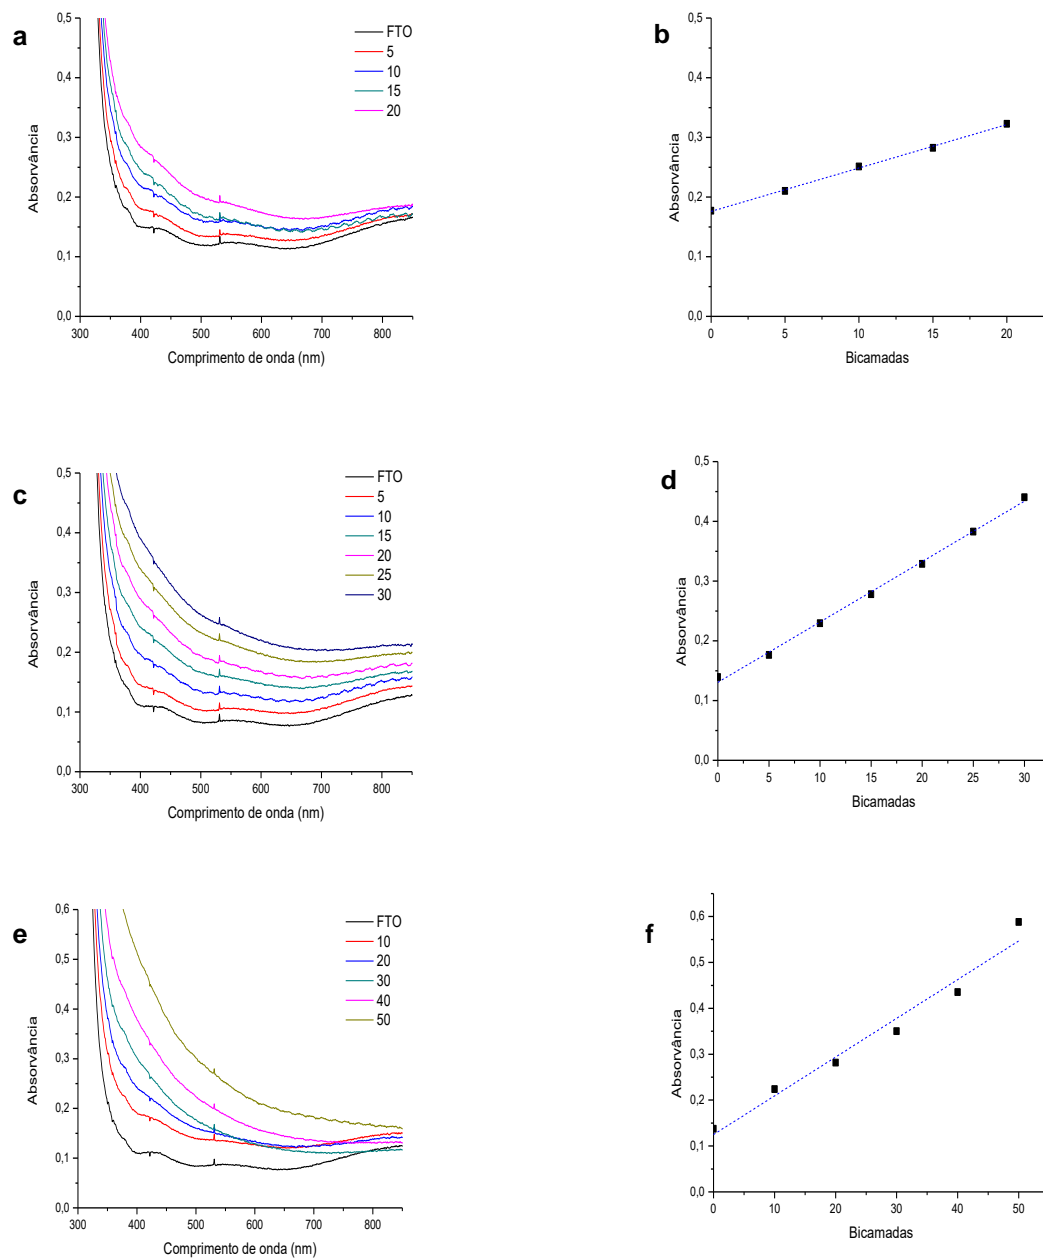 a
0,5
0,4
0,3
0,2
0,1
0,0
Absorvância
300 400 500 600 700 800
Comprimento de onda (nm)
FTO
5
10
15
20
b
0,5
0,4
0,3
0,2
0,1
0,0
Absorvância
0 5 10 15 20
Bicamadas
c
0,5
0,4
0,3
0,2
0,1
0,0
Absorvância
300 400 500 600 700 800
Comprimento de onda (nm)
FTO
5
10
15
20
25
30
d
0,5
0,4
0,3
0,2
0,1
0,0
Absorvância
0 5 10 15 20 25 30
Bicamadas
e
0,6
0,5
0,4
0,3
0,2
0,1
0,0
Absorvância
300 400 500 600 700 800
Comprimento de onda (nm)
FTO
10
20
30
40
50
f
0,6
0,5
0,4
0,3
0,2
0,1
0,0
Absorvância
0 10 20 30 40 50
Bicamadas